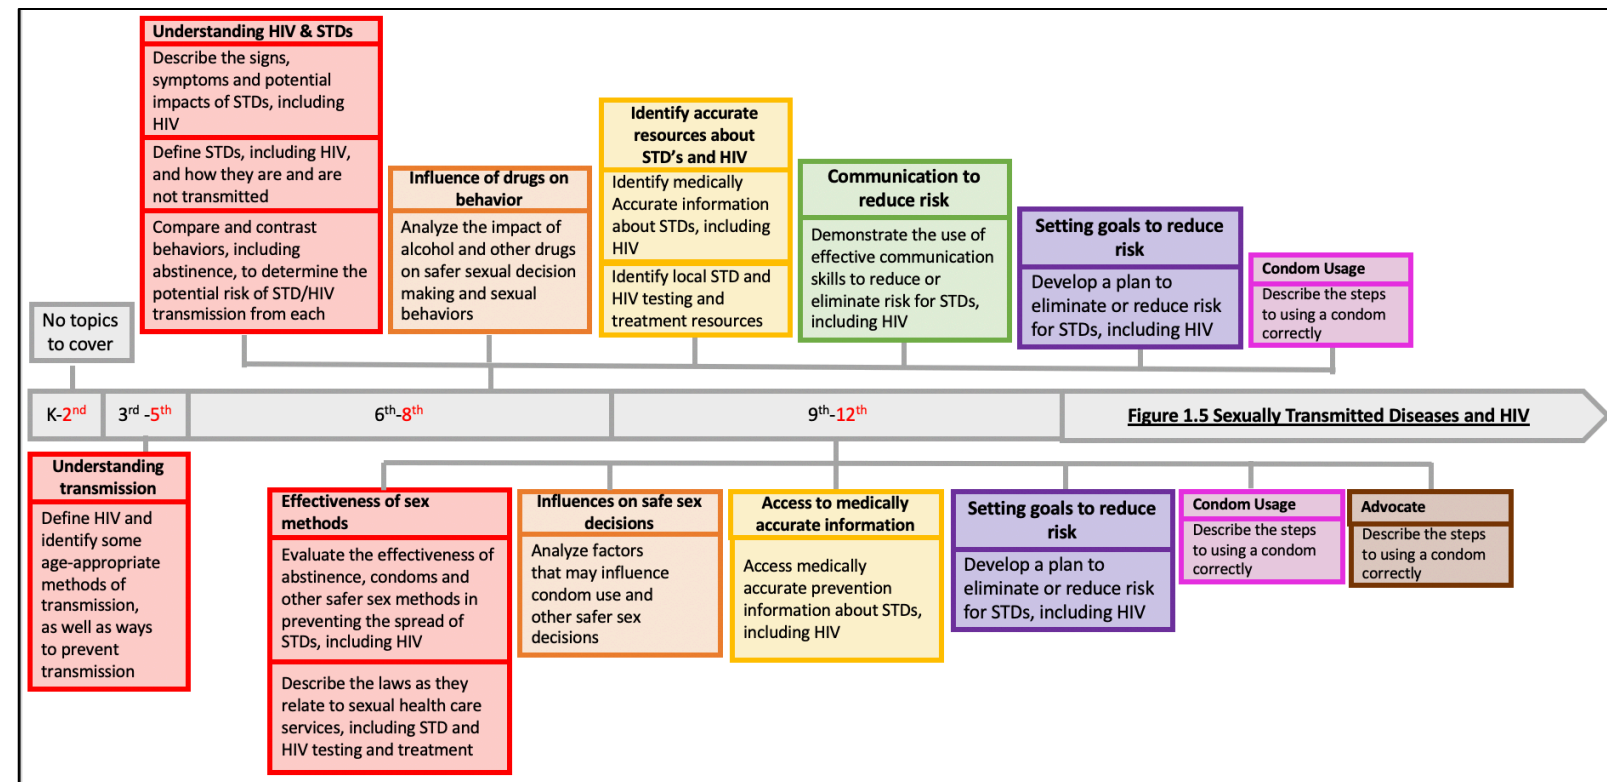 Understanding HIV & STDs
Describe the signs,
symptoms and potential
impacts of STDs, including
HIV
Define STDs, including HIV,
and how they are and are
not transmitted
Compare and contrast
behaviors, including
abstinence, to determine the
potential risk of STD/HIV
transmission from each
Influence of drugs on
behavior
Analyze the impact of
alcohol and other drugs
on safer sexual decision
making and sexual
behaviors
Identify accurate
resources about
STD's and HIV
Identify medically
Accurate information
about STDs, including
HIV
Identify local STD and
HIV testing and
treatment resources
Communication to
reduce risk
Demonstrate the use of
effective communication
skills to reduce or
eliminate risk for STDs,
including HIV
Setting goals to reduce
risk
Develop a plan to
eliminate or reduce risk
for STDs, including HIV
Condom Usage
Describe the steps
to using a condom
correctly
No topics
to cover
K-2nd
3rd -5th
6th-8th
9th-12th
Figure 1.5 Sexually Transmitted Diseases and HIV
Understanding
transmission
Define HIV and
identify some
age-appropriate
methods of
transmission,
as well as ways
to prevent
transmission
Effectiveness of sex
methods
Evaluate the effectiveness of
abstinence, condoms and
other safer sex methods in
preventing the spread of
STDs, including HIV
Describe the laws as they
relate to sexual health care
services, including STD and
HIV testing and treatment
Influences on safe sex
decisions
Analyze factors
that may influence
condom use and
other safer sex
decisions
Access to medically
accurate information
Access medically
accurate prevention
information about STDs,
including HIV
Setting goals to reduce
risk
Develop a plan to
eliminate or reduce risk
for STDs, including HIV
Condom Usage
Describe the steps
to using a condom
correctly
Advocate
Describe the steps
to using a condom
correctly